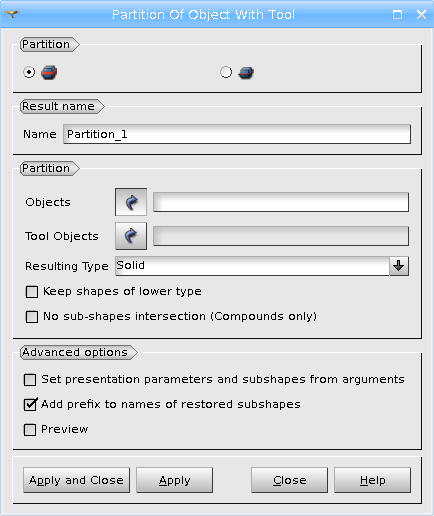 Partition Of Object With Tool
Partition
Result name
Name Partition_1
Partition
Objects
Tool Objects
Resulting Type Solid
Keep shapes of lower type
No sub-shapes intersection (Compounds only)
Advanced options
Set presentation parameters and subshapes from arguments
Add prefix to names of restored subshapes
Preview
Apply and Close Apply Close Help